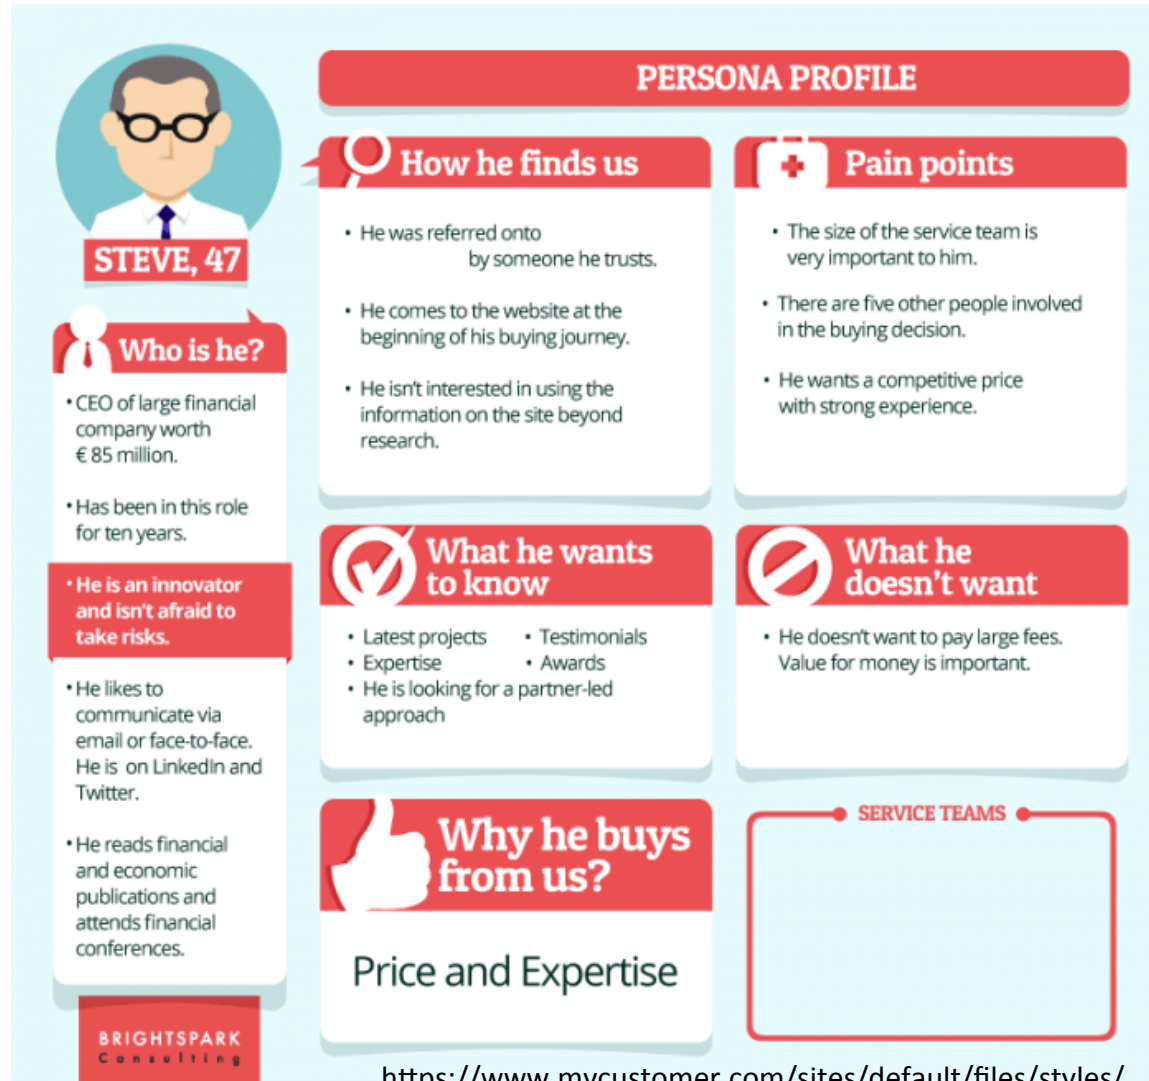 PERSONA PROFILE
STEVE, 47
Who is he?
• CEO of large financial
company worth
€ 85 million.
• Has been in this role
for ten years.
• He is an innovator
and isn't afraid to
take risks.
• He likes to
communicate via
email or face-to-face.
He is on LinkedIn and
Twitter.
• He reads financial
and economic
publications and
attends financial
conferences.
BRIGHTSPARK
Consulting
How he finds us
• He was referred onto
by someone he trusts.
• He comes to the website at the
beginning of his buying journey.
• He isn't interested in using the
information on the site beyond
research.
Pain points
• The size of the service team is
very important to him.
• There are five other people involved
in the buying decision.
• He wants a competitive price
with strong experience.
What he wants
to know
• Latest projects • Testimonials
• Expertise • Awards
• He is looking for a partner-led
approach
What he
doesn't want
• He doesn't want to pay large fees.
Value for money is important.
Why he buys
from us?
Price and Expertise
SERVICE TEAMS
https://www.mycustomer.com/sites/default/files/styles/